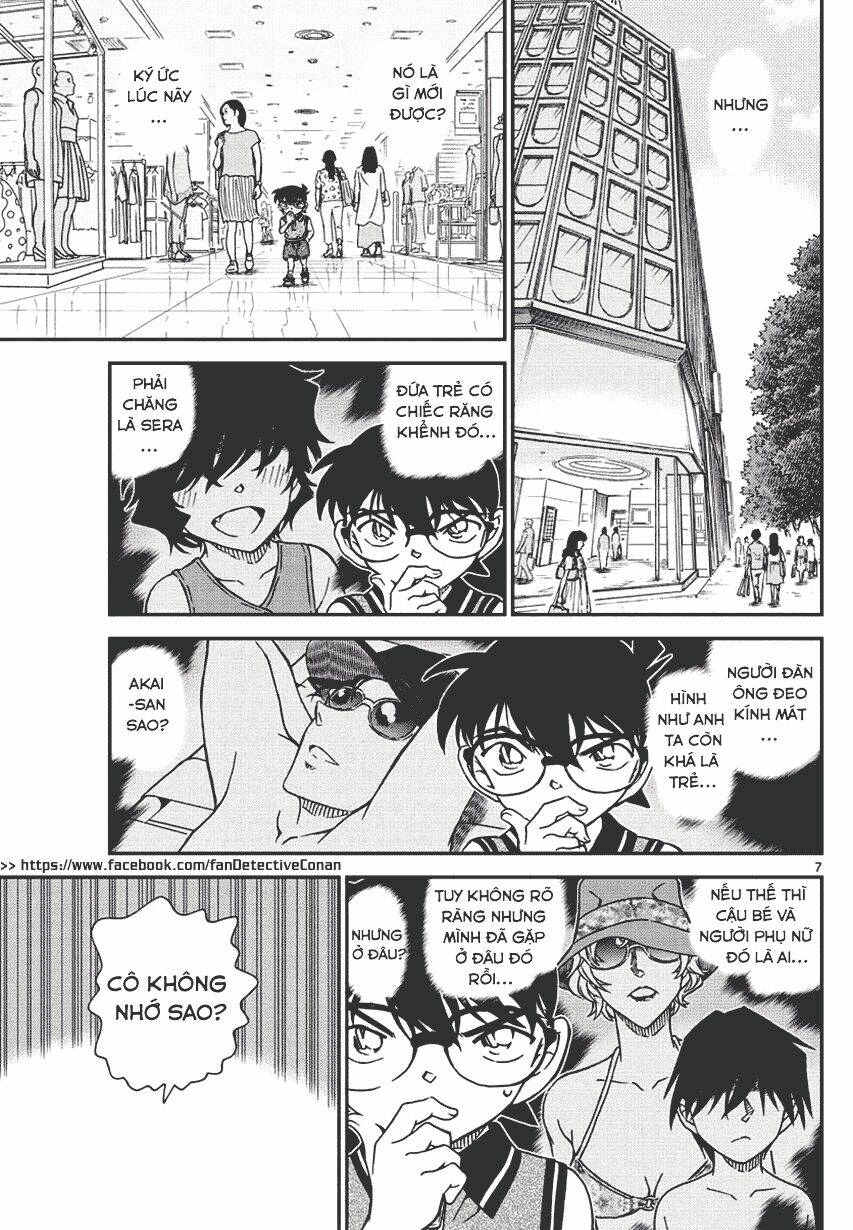 NHƯNG
...
NÓ LÀ
GÌ MỚI
ĐƯỢC?
KÝ ỨC
LÚC NÃY
...
ĐỨA TRẺ CÓ
CHIẾC RĂNG
KHỂNH ĐÓ...
PHẢI
CHĂNG
LÀ SERA
...
NGƯỜI ĐÀN
ÔNG ĐEO
KÍNH MÁT
...
HÌNH
NHƯ ANH
TA CÒN
KHÁ LÀ
TRẺ...
AKAI
-SAN
SAO?
>> https://www.facebook.com/fanDetectiveConan
7
NẾU THẾ THÌ
CẬU BÉ VÀ
NGƯỜI PHỤ NỮ
ĐÓ LÀ AI...
TUY KHÔNG RÕ
RÀNG NHƯNG
MÌNH ĐÃ GẶP
Ở ĐÂU ĐÓ
RỒI...
NHƯNG
Ở ĐÂU?
CÔ KHÔNG
NHỚ SAO?